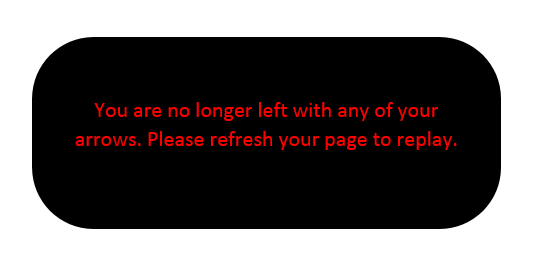 You are no longer left with any of your
arrows. Please refresh your page to replay.